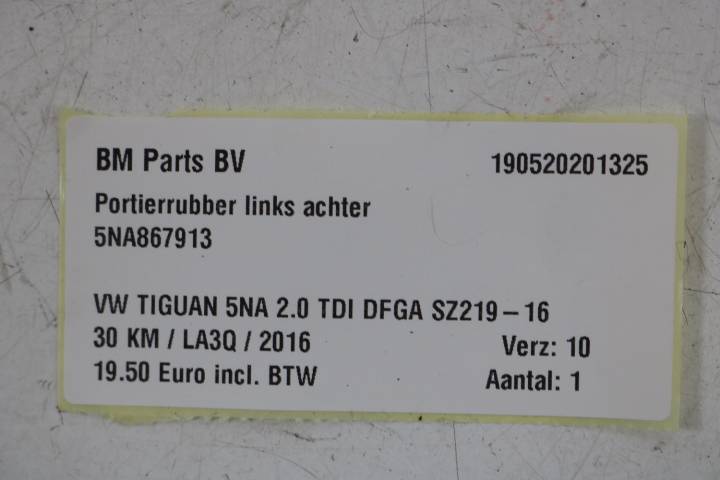 BM Parts BV 190520201325
Portierrubber links achter
5NA867913
VW TIGUAN 5NA 2.0 TDI DFGA SZ219-16
30 KM / LA3Q / 2016 Verz: 10
19.50 Euro incl. BTW Aantal: 1